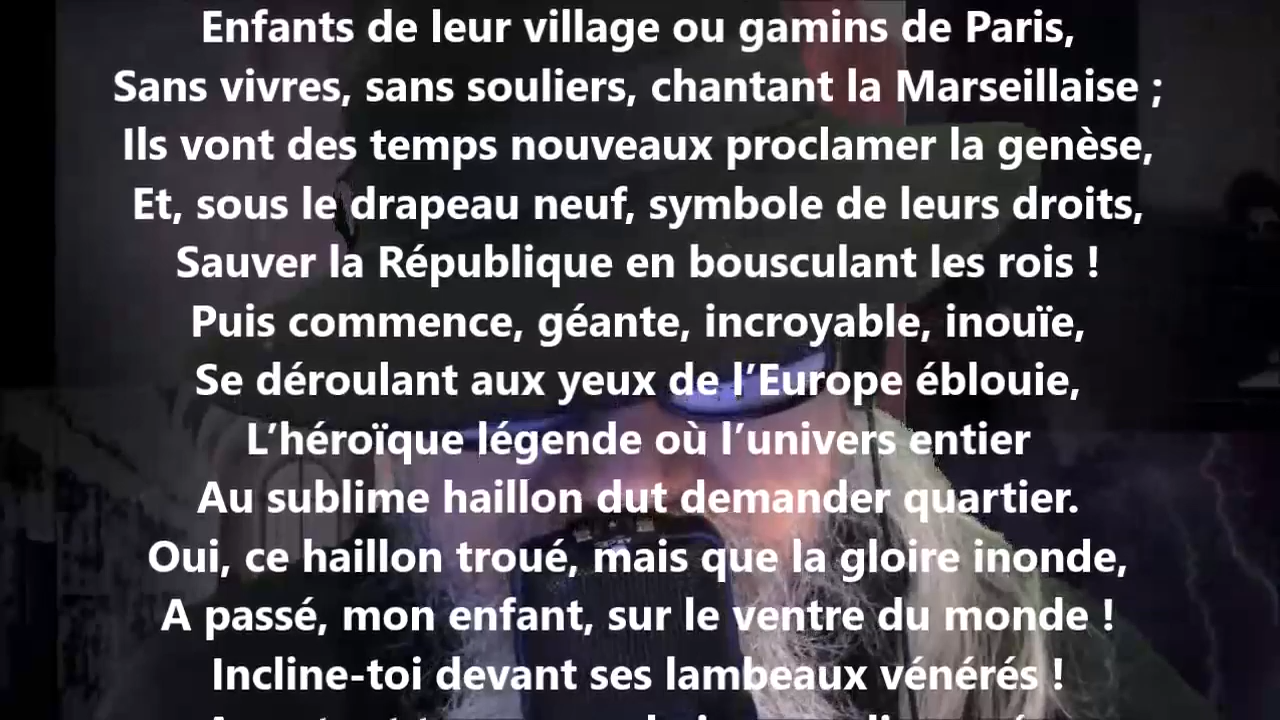 Enfants de leur village ou gamins de Paris,
Sans vivres, sans souliers, chantant la Marseillaise ;
Ils vont des temps nouveaux proclamer la genèse,
Et, sous le drapeau neuf, symbole de leurs droits,
Sauver la République en bousculant les rois !
Puis commence, géante, incroyable, inouïe,
Se déroulant aux yeux de l’Europe éblouie,
L’héroïque légende où l’univers entier
Au sublime haillon dut demander quartier.
Oui, ce haillon troué, mais que la gloire inonde,
A passé, mon enfant, sur le ventre du monde !
Incline-toi devant ses lambeaux vénérés !